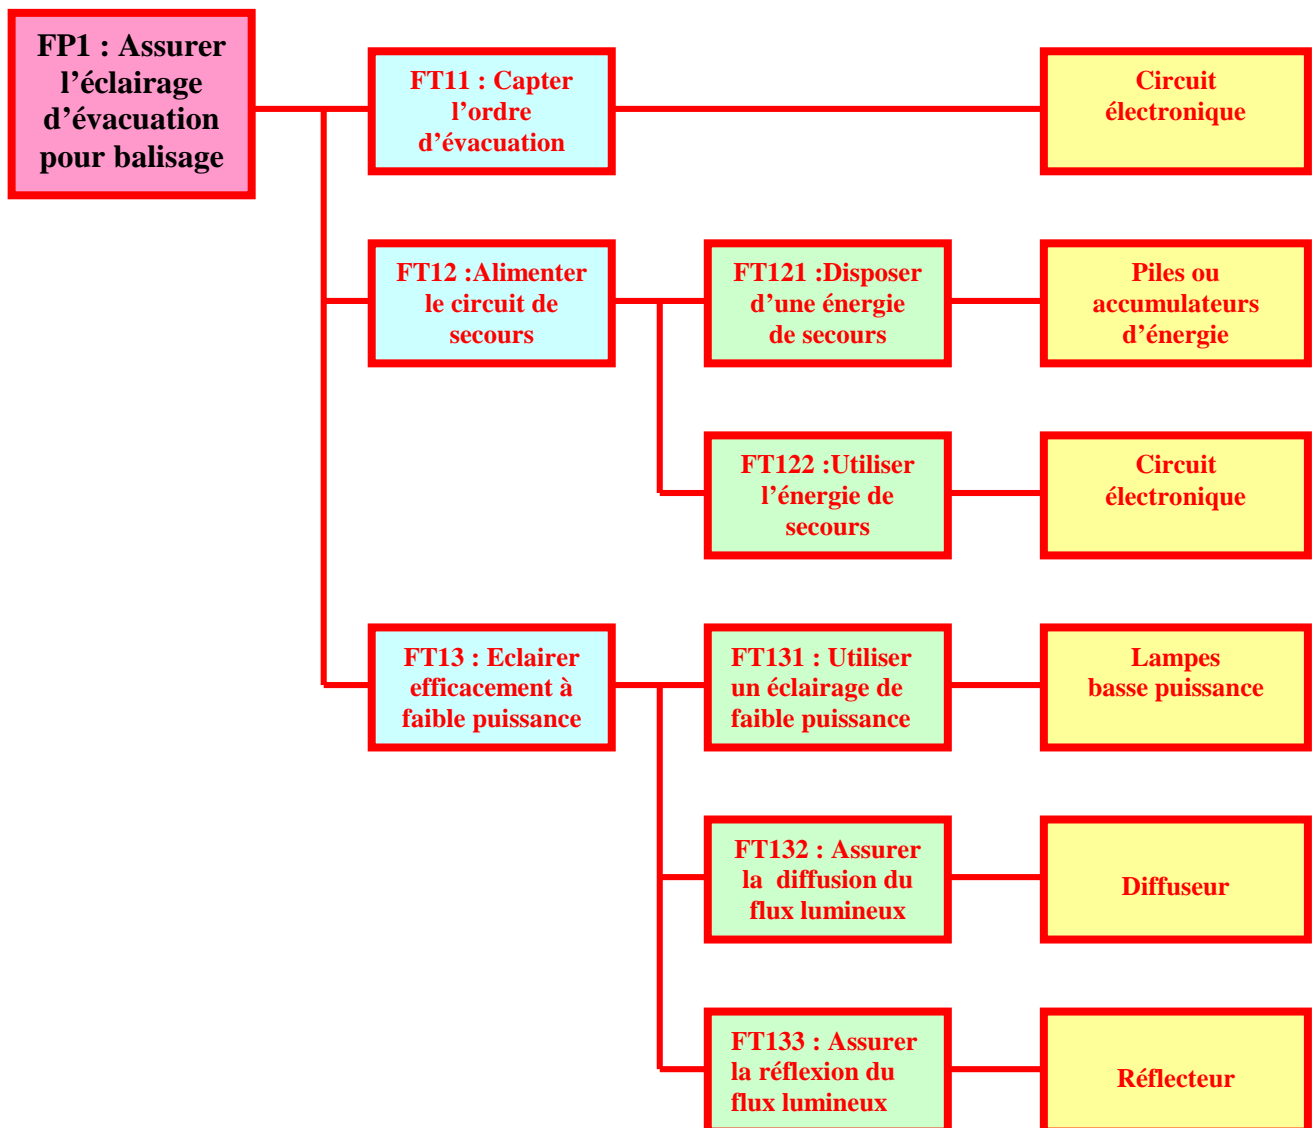 FP1 : Assurer
l’éclairage
d’évacuation
pour balisage
FT11 : Capter
l’ordre
d’évacuation
Circuit
électronique
FT12 :Alimenter
le circuit de
secours
FT121 :Disposer
d’une énergie
de secours
Piles ou
accumulateurs
d’énergie
FT122 :Utiliser
l’énergie de
secours
Circuit
électronique
FT13 : Eclairer
efficacement à
faible puissance
FT131 : Utiliser
un éclairage de
faible puissance
Lampes
basse puissance
FT132 : Assurer
la diffusion du
flux lumineux
Diffuseur
FT133 : Assurer
la réflexion du
flux lumineux
Réflecteur